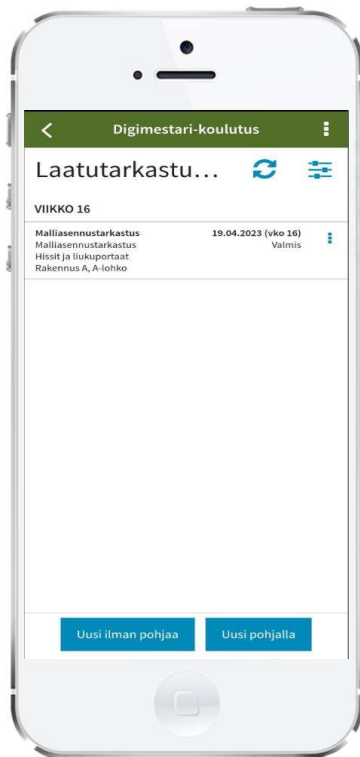 Digimestari-koulutus
Laatutarkastu...
VIIKKO 16
Malliasennustarkastus 19.04.2023 (vko 16)
Malliasennustarkastus Valmis
Hissit ja liukuportaat
Rakennus A, A-lohko
Uusi ilman pohjaa Uusi pohjalla